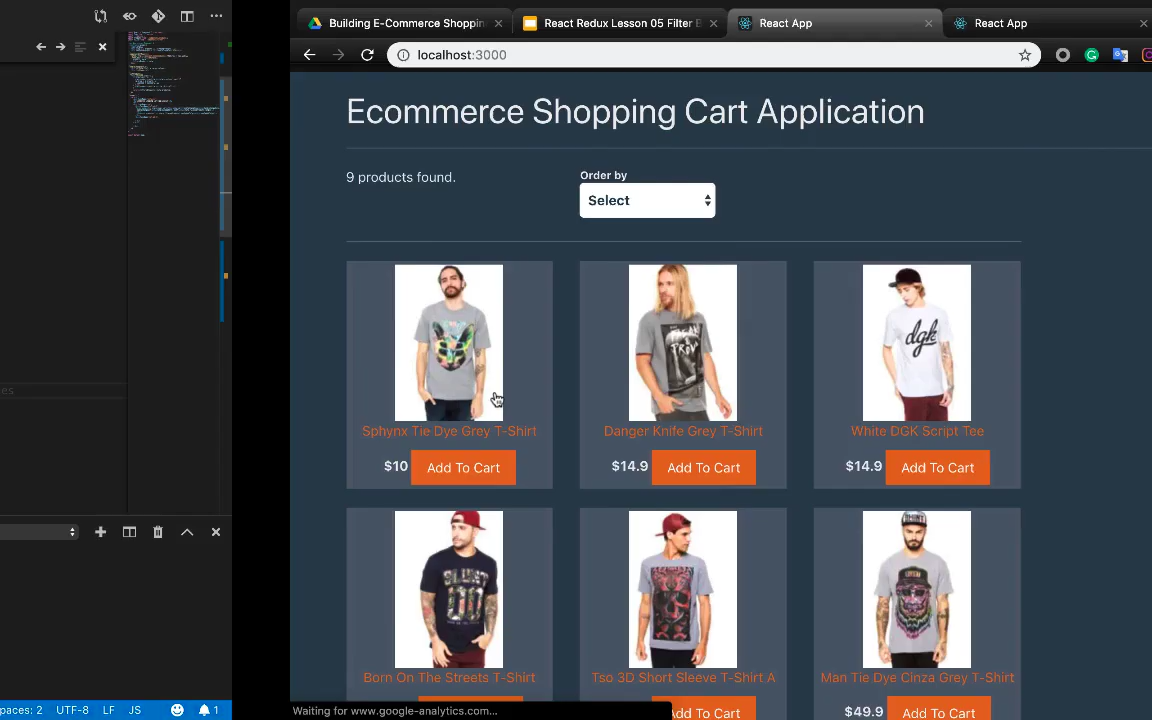 Building E-Commerce Shoppin
React Redux Lesson 05 Filter B
React App
React App
localhost:3000
Ecommerce Shopping Cart Application
9 products found.
Order by
Select
dgk
Sphynx Tie Dye Grey T-Shirt
Danger Knife Grey T-Shirt
White DGK Script Tee
$10 Add To Cart
$14.9 Add To Cart
$14.9 Add To Cart
es
Born On The Streets T-Shirt
Tso 3D Short Sleeve T-Shirt A
Man Tie Dye Cinza Grey T-Shirt
dd To Cart
$49.9 Add To Cart
paces: 2 UTF-8 LF JS 1
Waiting for www.google-analytics.com...